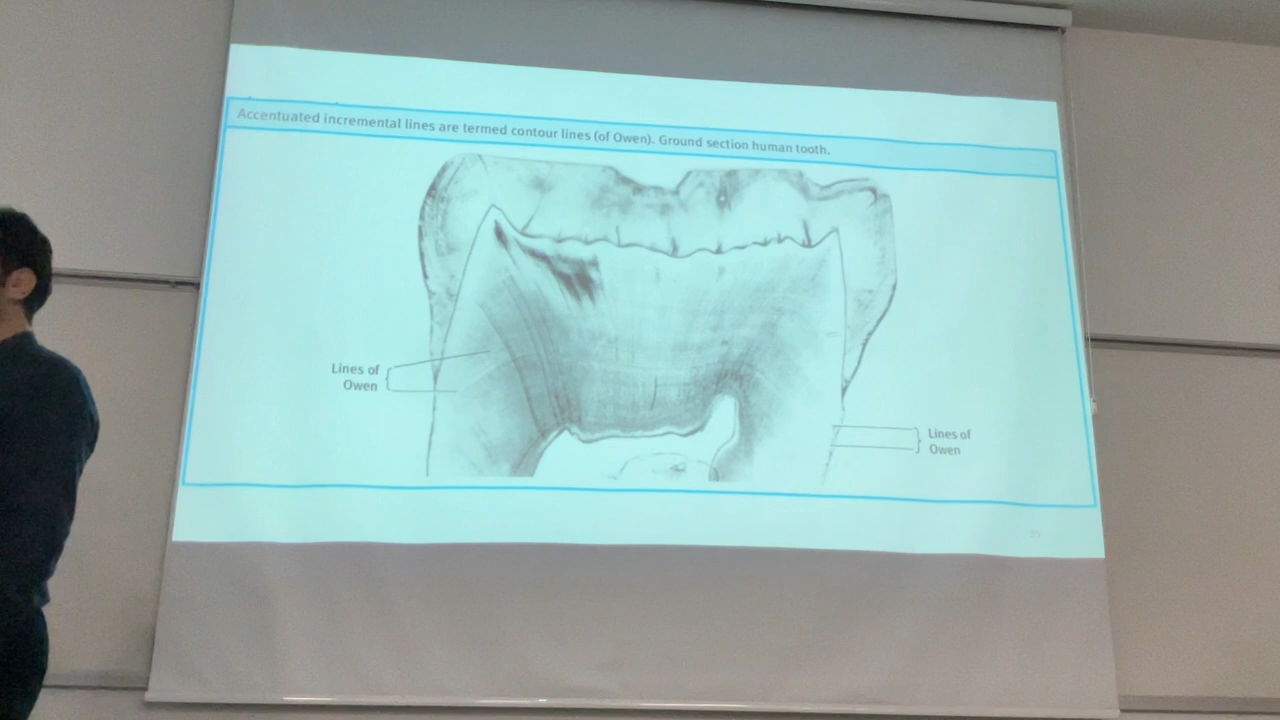 Accentuated incremental lines are termed contour lines (of Owen). Ground section human tooth.
Lines of
Owen
Lines of
Owen